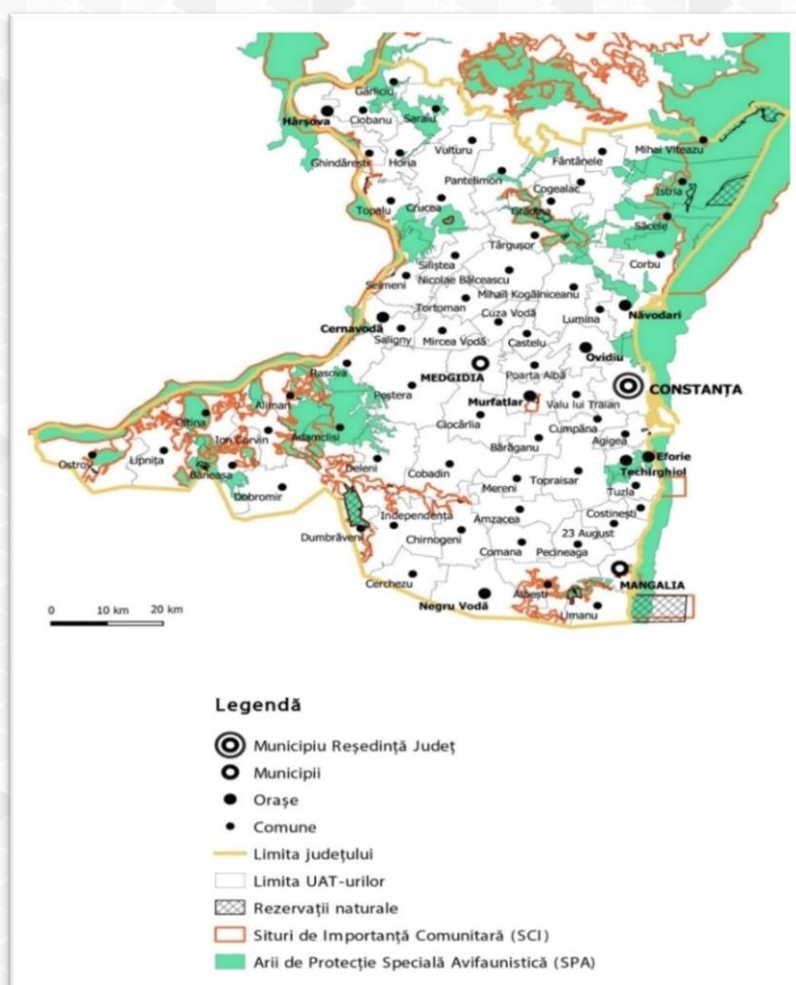 Gârliciu
Hârșova
Ciobanu
Saraiu
Ghindărești
Horia
Vulturu
Fântânele
Mihai Viteazu
Pantelimon
Cogealac
Istria
Topalu
Crucea
Grădina
Săcele
Târgușor
Corbu
Siliștea
Seimeni
Nicolae Bălcescu
Mihail Kogălniceanu
Tortoman
Cuza Vodă
Lumina
Năvodari
Cernavodă
Saligny
Mircea Vodă
Castelu
Ovidiu
Rasova
MEDGIDIA
Poarta Albă
CONSTANȚA
Peștera
Murfatlar
Valu lui Traian
Aliman
Oltina
Ciocârlia
Cumpăna
Ion Corvin
Adamclisi
Bărăganu
Agigea
Ostrov
Lipnița
Băneasa
Deleni
Cobadin
Topraisar
Eforie
Techirghiol
Dobromir
Mereni
Tuzla
Independența
Amzacea
Costinești
Dumbrăveni
Chirnogeni
23 August
Comana
Pecineaga
Cerchezu
MANGALIA
Negru Vodă
Albești
Limanu
0 10 km 20 km
Legendă
Municipiu Reședință Județ
Municipii
Orașe
Comune
Limita județului
Limita UAT-urilor
Rezervații naturale
Situri de Importanță Comunitară (SCI)
Arii de Protecție Specială Avifaunistică (SPA)